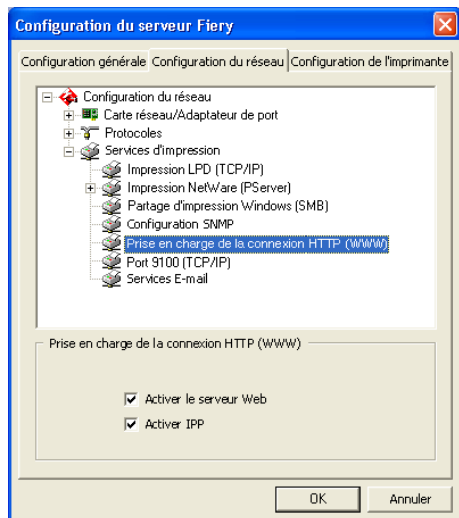 Configuration du serveur Fiery
Configuration générale Configuration du réseau Configuration de l'imprimante
Configuration du réseau
Carte réseau/Adaptateur de port
Protocoles
Services d'impression
Impression LPD (TCP/IP)
Impression NetWare (PServer)
Partage d'impression Windows (SMB)
Configuration SNMP
Prise en charge de la connexion HTTP (WWW)
Port 9100 (TCP/IP)
Services E-mail
Prise en charge de la connexion HTTP (WWW)
Activer le serveur Web
Activer IPP
OK Annuler